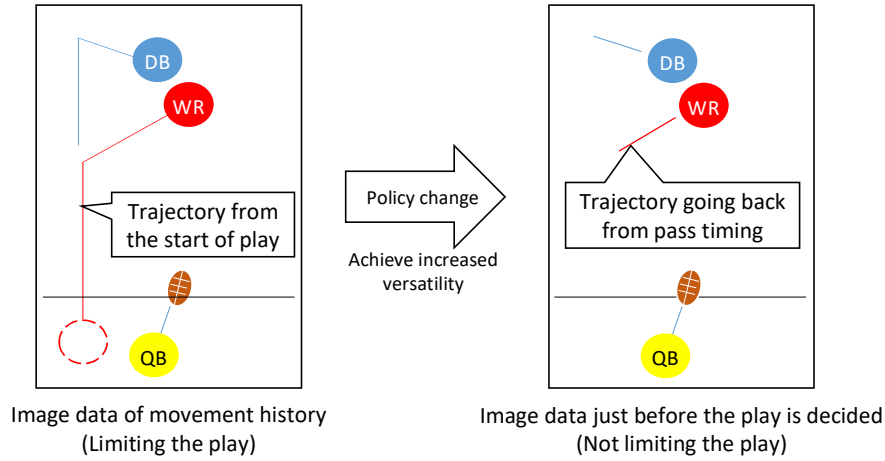 DB
WR
Trajectory from
the start of play
QB
Image data of movement history
(Limiting the play)
Policy change
Achieve increased
versatility
DB
WR
Trajectory going back
from pass timing
QB
Image data just before the play is decided
(Not limiting the play)